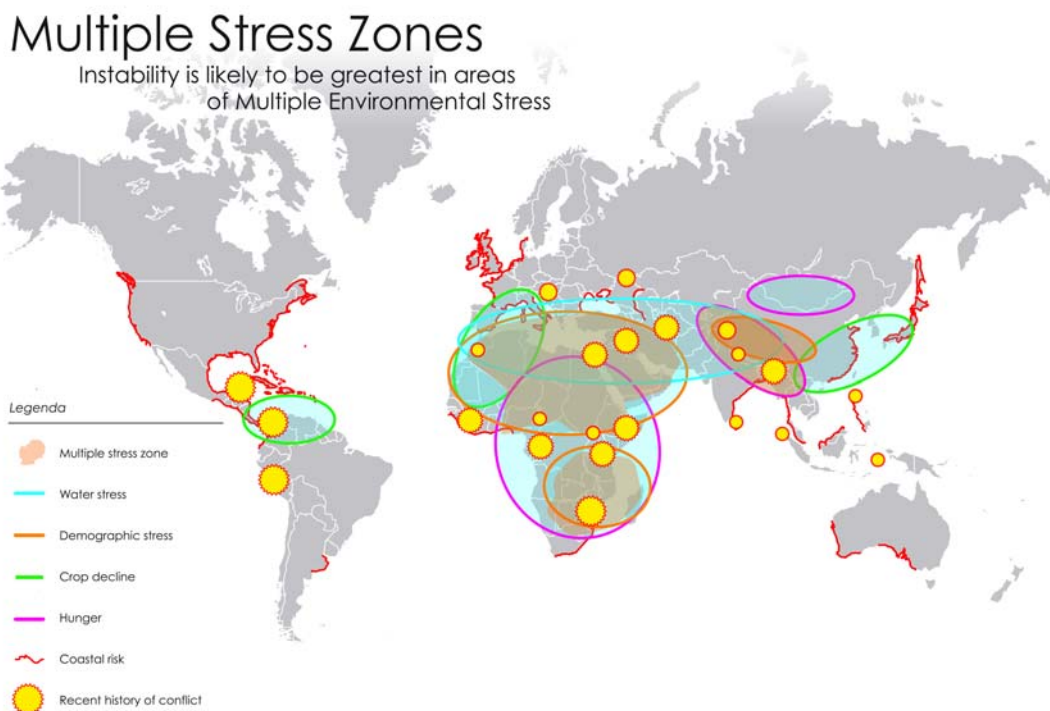 Multiple Stress Zones
Instability is likely to be greatest in areas
of Multiple Environmental Stress
Legenda
Multiple stress zone
Water stress
Demographic stress
Crop decline
Hunger
Coastal risk
Recent history of conflict